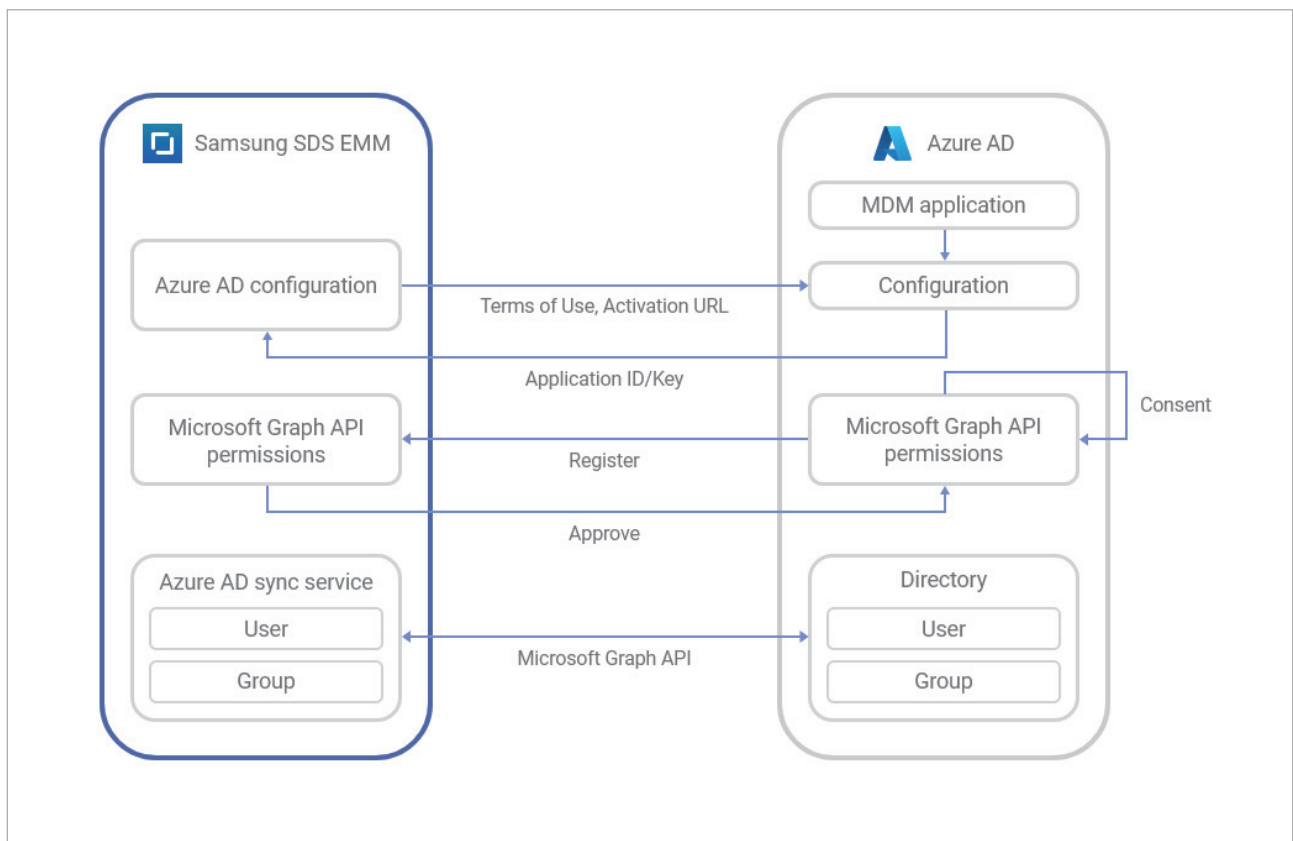 Samsung SDS EMM
Azure AD
MDM application
Azure AD configuration
Configuration
Terms of Use, Activation URL
Application ID/Key
Consent
Microsoft Graph API
permissions
Microsoft Graph API
permissions
Register
Approve
Azure AD sync service
User
Group
Directory
User
Group
Microsoft Graph API